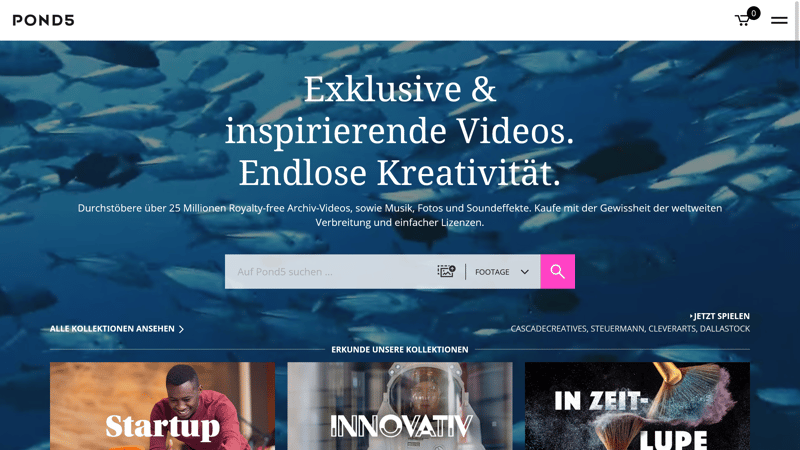 POND5
0
Exklusive &
inspirierende Videos.
Endlose Kreativität.
Durchstöbere über 25 Millionen Royalty-free Archiv-Videos, sowie Musik, Fotos und Soundeffekte. Kaufe mit der Gewissheit der weltweiten
Verbreitung und einfacher Lizenzen.
Auf Pond5 suchen ...
FOOTAGE
JETZT SPIELEN
ALLE KOLLEKTIONEN ANSEHEN
CASCADECREATIVES, STEUERMANN, CLEVERARTS, DALLASTOCK
ERKUNDE UNSERE KOLLEKTIONEN
Startup
INNOVATIV
IN ZEIT-
LUPE